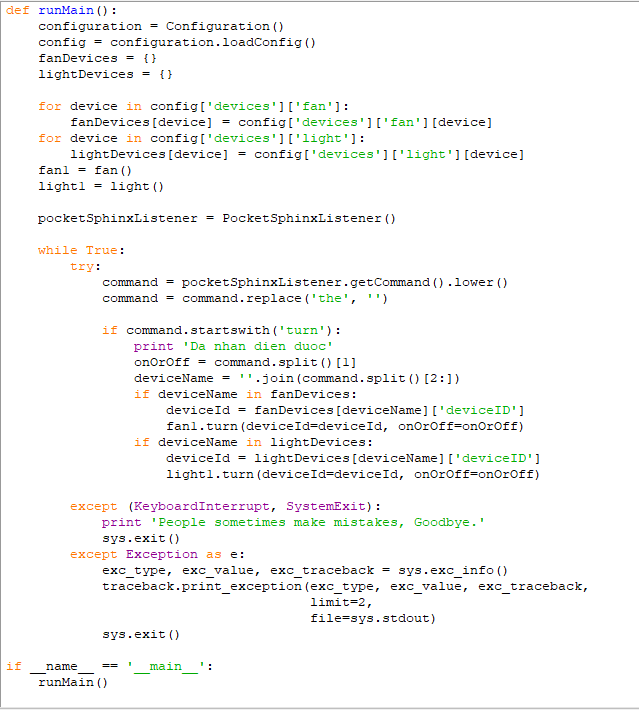 def runMain():
    configuration = Configuration()
    config = configuration.loadConfig()
    fanDevices = {}
    lightDevices = {}

    for device in config['devices']['fan']:
        fanDevices[device] = config['devices']['fan'][device]
    for device in config['devices']['light']:
        lightDevices[device] = config['devices']['light'][device]
    fan1 = fan()
    light1 = light()

    pocketSphinxListener = PocketSphinxListener()

    while True:
        try:
            command = pocketSphinxListener.getCommand().lower()
            command = command.replace('the', '')

            if command.startswith('turn'):
                print 'Da nhan dien duoc'
                onOrOff = command.split()[1]
                deviceName = ''.join(command.split()[2:])
                if deviceName in fanDevices:
                    deviceId = fanDevices[deviceName]['deviceID']
                    fan1.turn(deviceId=deviceId, onOrOff=onOrOff)
                if deviceName in lightDevices:
                    deviceId = lightDevices[deviceName]['deviceID']
                    light1.turn(deviceId=deviceId, onOrOff=onOrOff)

        except (KeyboardInterrupt, SystemExit):
            print 'People sometimes make mistakes, Goodbye.'
            sys.exit()
        except Exception as e:
            exc_type, exc_value, exc_traceback = sys.exc_info()
            traceback.print_exception(exc_type, exc_value, exc_traceback,
                                      limit=2,
                                      file=sys.stdout)
            sys.exit()

if __name__ == '__main__':
    runMain()